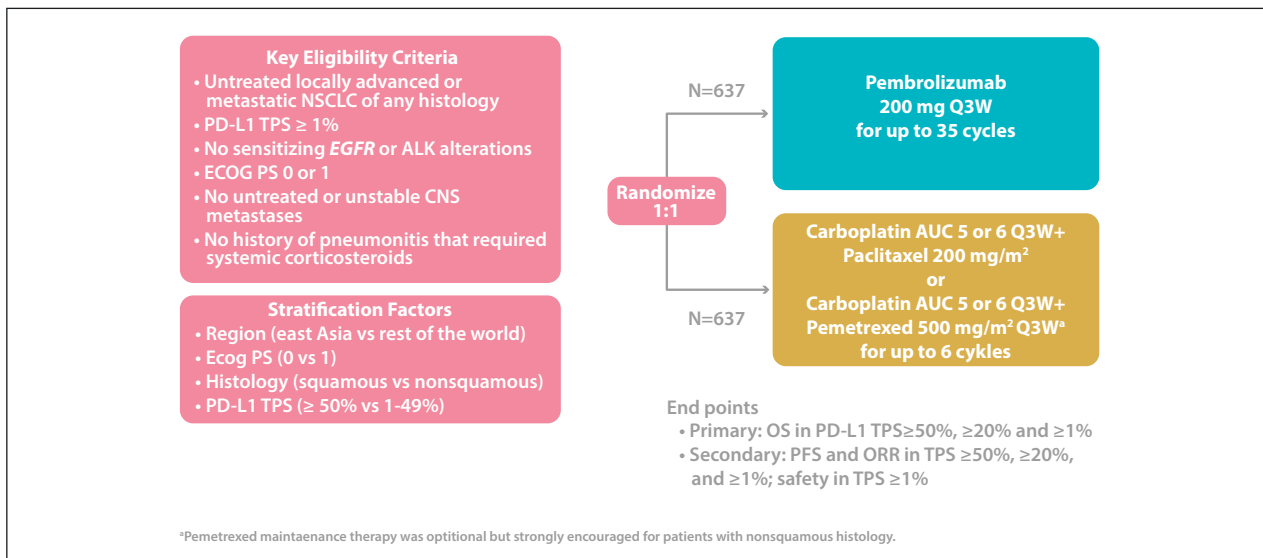 Key Eligibility Criteria
• Untreated locally advanced or
metastatic NSCLC of any histology
• PD-L1 TPS ≥ 1%
• No sensitizing EGFR or ALK alterations
• ECOG PS 0 or 1
• No untreated or unstable CNS
metastases
• No history of pneumonitis that required
systemic corticosteroids
Stratification Factors
• Region (east Asia vs rest of the world)
• Ecog PS (0 vs 1)
• Histology (squamous vs nonsquamous)
• PD-L1 TPS (≥ 50% vs 1-49%)
Randomize
1:1
N=637
Pembrolizumab
200 mg Q3W
for up to 35 cycles
N=637
Carboplatin AUC 5 or 6 Q3W+
Paclitaxel 200 mg/m²
or
Carboplatin AUC 5 or 6 Q3W+
Pemetrexed 500 mg/m² Q3Wᵃ
for up to 6 cykles
End points
• Primary: OS in PD-L1 TPS≥50%, ≥20% and ≥1%
• Secondary: PFS and ORR in TPS ≥50%, ≥20%,
and ≥1%; safety in TPS ≥1%
ᵃPemetrexed maintaenance therapy was optitional but strongly encouraged for patients with nonsquamous histology.